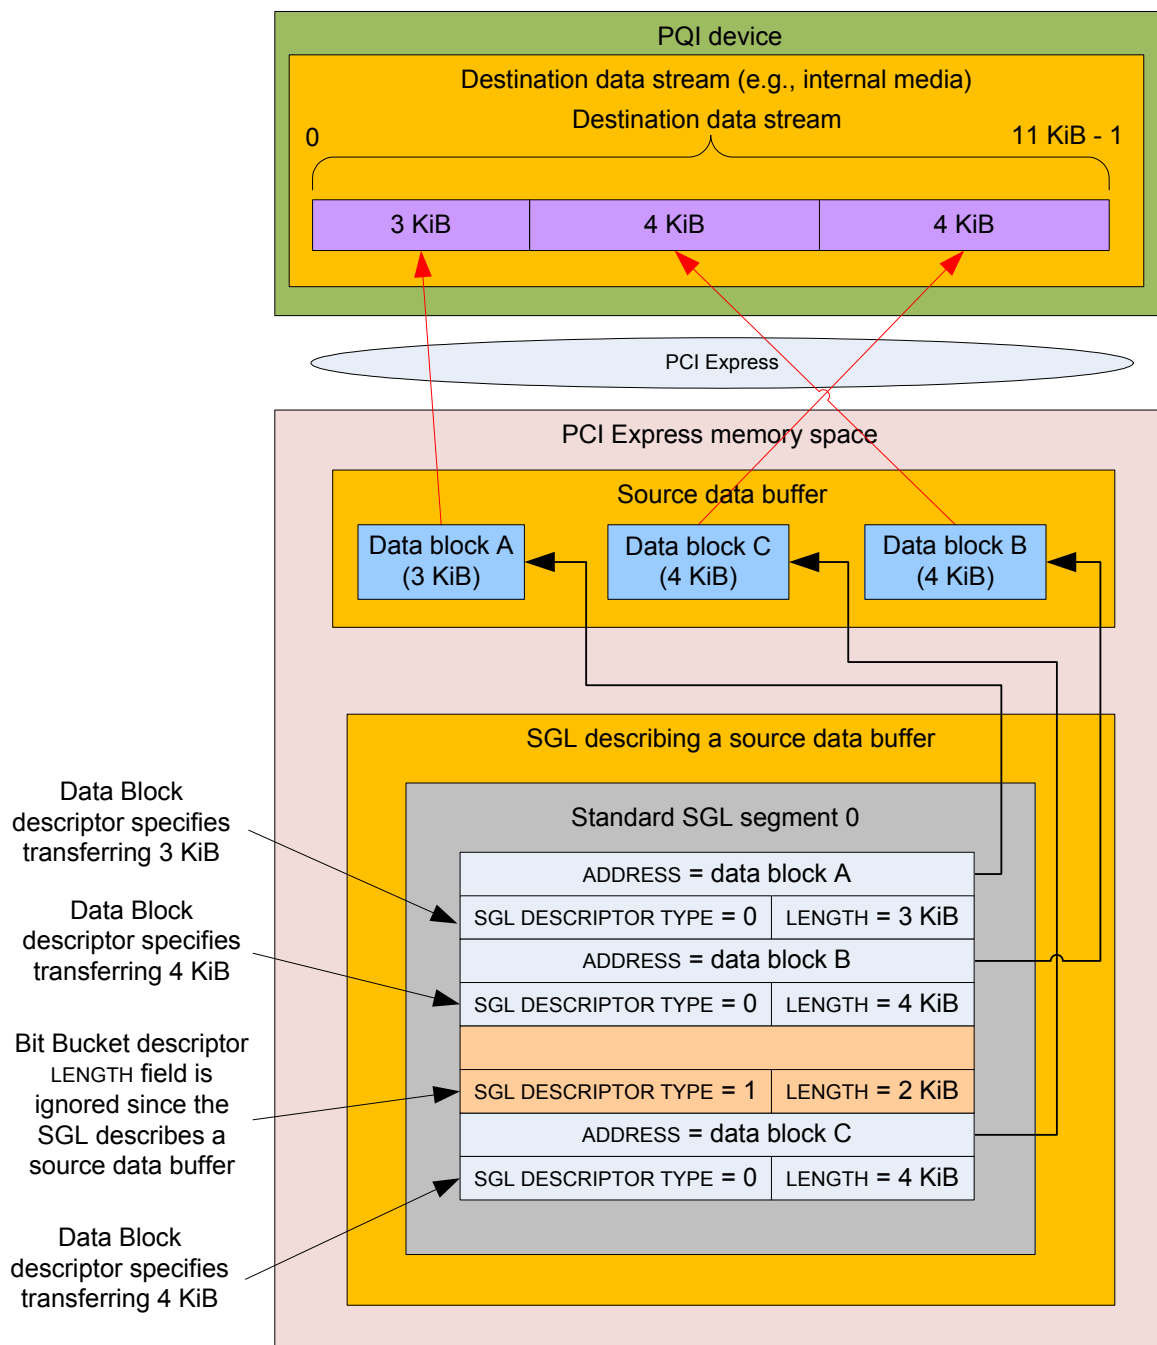 PQI device
Destination data stream (e.g., internal media)
Destination data stream
0
11 KiB - 1
3 KiB
4 KiB
4 KiB
PCI Express
PCI Express memory space
Source data buffer
Data block A
(3 KiB)
Data block C
(4 KiB)
Data block B
(4 KiB)
SGL describing a source data buffer
Standard SGL segment 0
ADDRESS = data block A
SGL DESCRIPTOR TYPE = 0
LENGTH = 3 KiB
ADDRESS = data block B
SGL DESCRIPTOR TYPE = 0
LENGTH = 4 KiB
SGL DESCRIPTOR TYPE = 1
LENGTH = 2 KiB
ADDRESS = data block C
SGL DESCRIPTOR TYPE = 0
LENGTH = 4 KiB
Data Block
descriptor specifies
transferring 3 KiB
Data Block
descriptor specifies
transferring 4 KiB
Bit Bucket descriptor
LENGTH field is
ignored since the
SGL describes a
source data buffer
Data Block
descriptor specifies
transferring 4 KiB